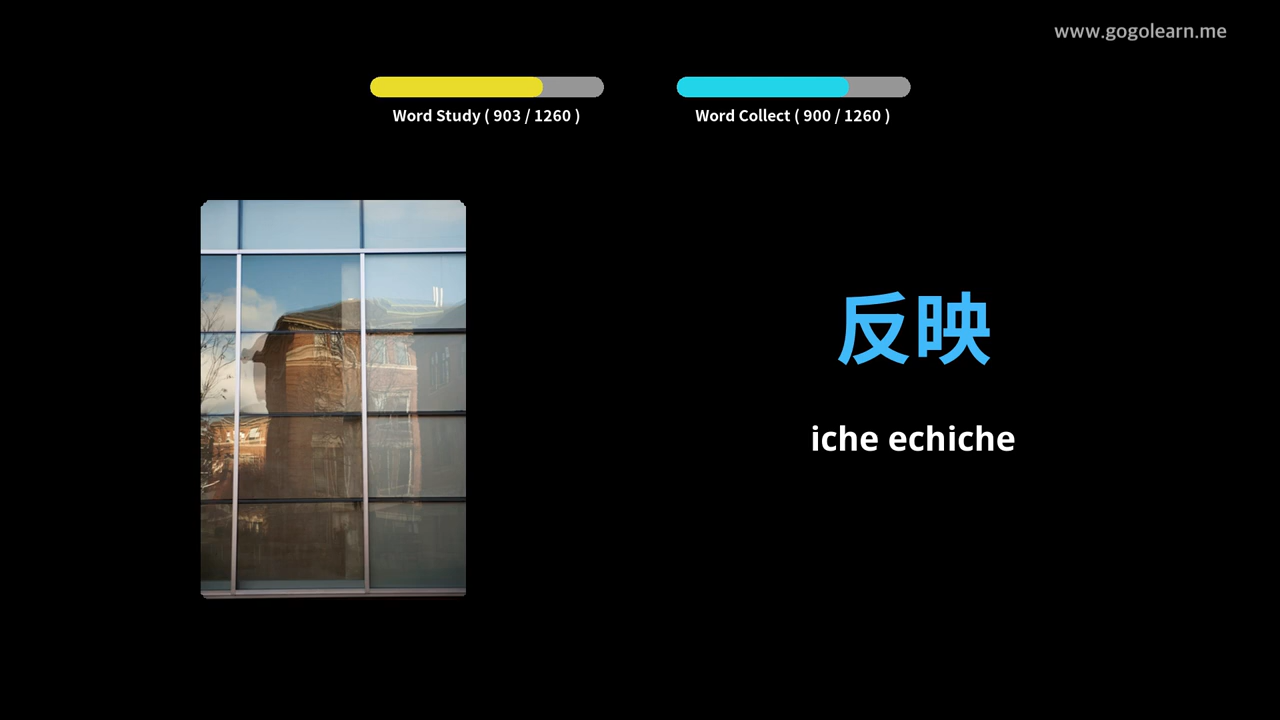 www.gogolearn.me
Word Study ( 903 / 1260 )
Word Collect ( 900 / 1260 )
反映
iche echiche